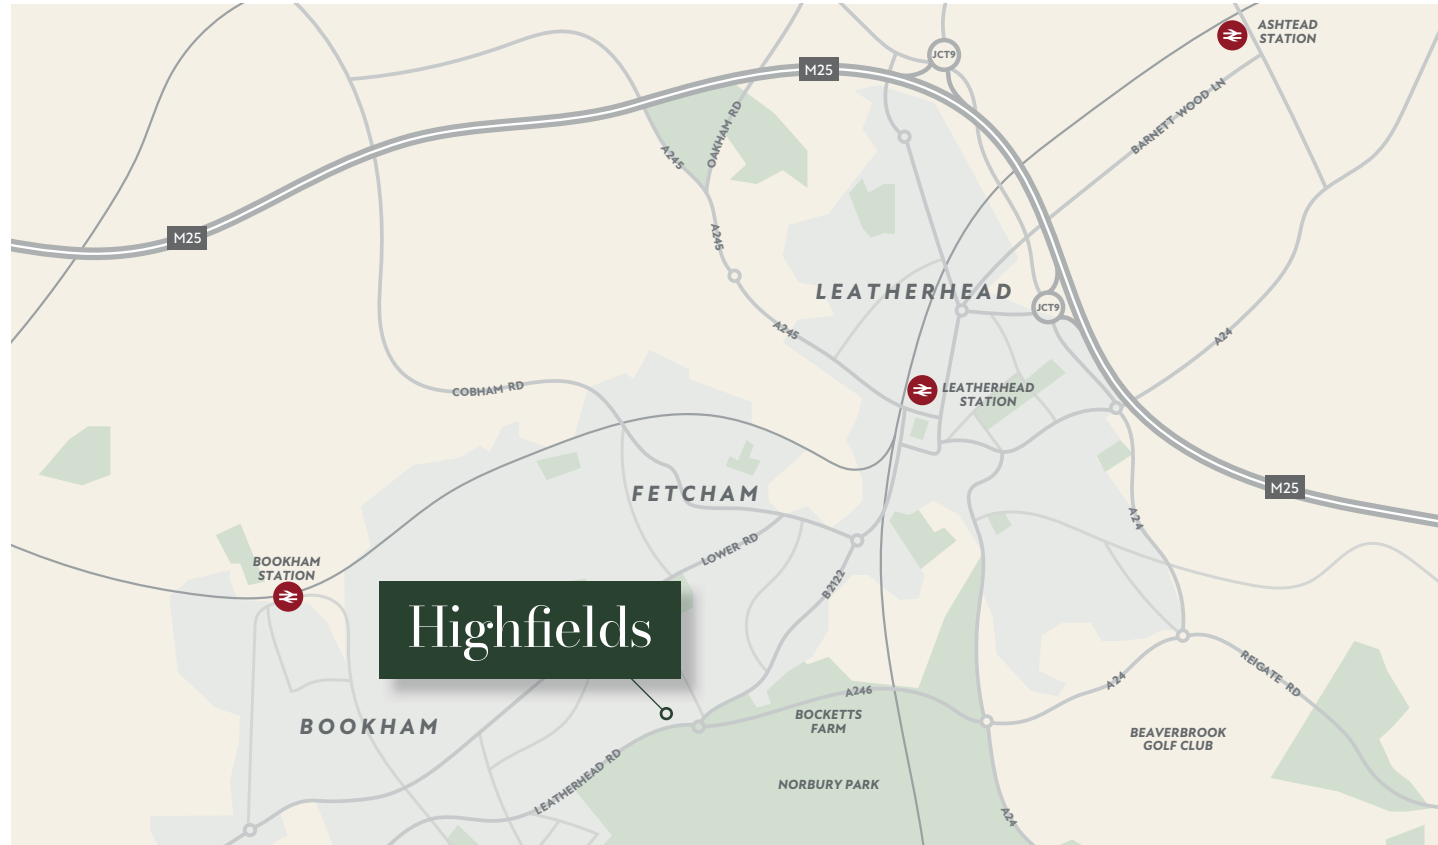 ASHTEAD
STATION
JCT9
M25
BARNETT WOOD LN
OAKHAM RD
A245
A245
M25
LEATHERHEAD
JCT9
A245
A24
COBHAM RD
LEATHERHEAD
STATION
FETCHAM
M25
A24
LOWER RD
BOOKHAM
STATION
B2122
Highfields
REIGATE RD
A24
A246
BOCKETTS
FARM
BOOKHAM
BEAVERBROOK
GOLF CLUB
LEATHERHEAD RD
NORBURY PARK
A24